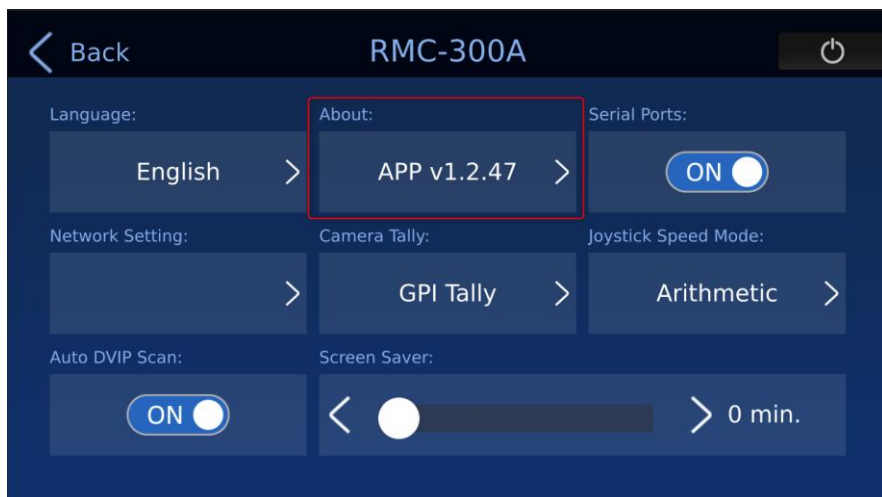 Back
RMC-300A
Language:
About:
Serial Ports:
English
APP v1.2.47
ON
Network Setting:
Camera Tally:
Joystick Speed Mode:
GPI Tally
Arithmetic
Auto DVIP Scan:
Screen Saver:
ON
0 min.